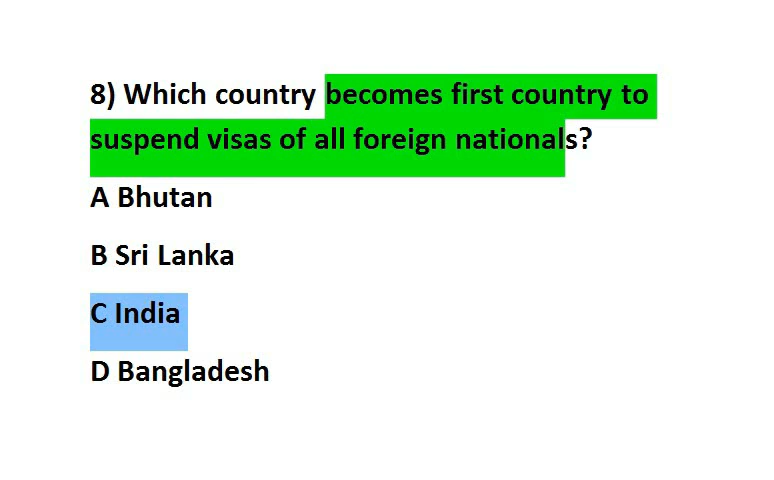 8) Which country becomes first country to
suspend visas of all foreign nationals?
A Bhutan
B Sri Lanka
C India
D Bangladesh